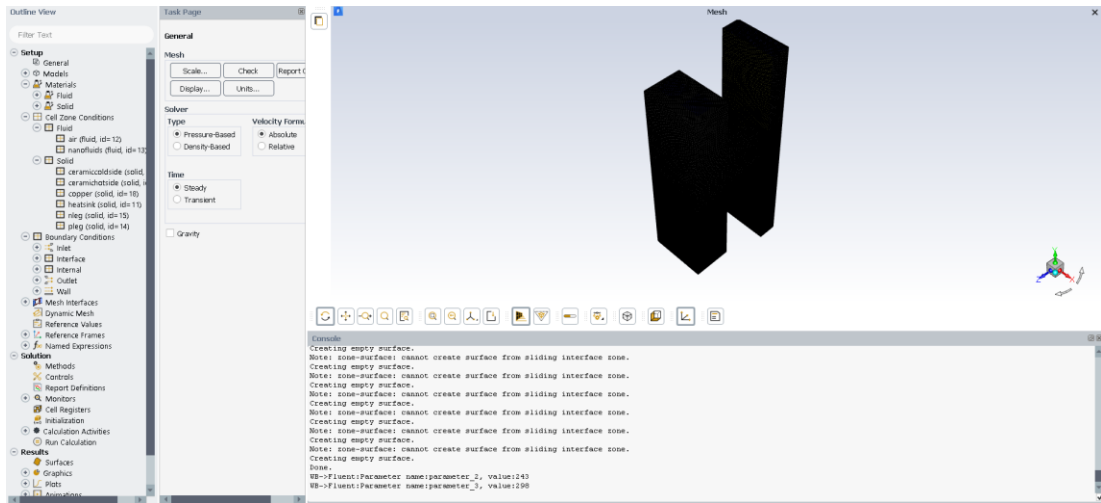 Outline View
Filter Text
Setup
General
Models
Materials
Fluid
Solid
Cell Zone Conditions
Fluid
air (fluid, id=12)
nanofluids (fluid, id=13)
Solid
ceramiccoldside (solid,
ceramichotside (solid, i
copper (solid, id=18)
heatsink (solid, id=11)
nleg (solid, id=15)
pleg (solid, id=14)
Boundary Conditions
Inlet
Interface
Internal
Outlet
Wall
Mesh Interfaces
Dynamic Mesh
Reference Values
Reference Frames
Named Expressions
Solution
Methods
Controls
Report Definitions
Monitors
Cell Registers
Initialization
Calculation Activities
Run Calculation
Results
Surfaces
Graphics
Plots
Animations
Task Page
General
Mesh
Scale... Check Report Q
Display... Units...
Solver
Type Velocity Formu
Pressure-Based Absolute
Density-Based Relative
Time
Steady
Transient
Gravity
Mesh
Y
Z X
Console
Creating empty surface.
Note: zone-surface: cannot create surface from sliding interface zone.
Creating empty surface.
Note: zone-surface: cannot create surface from sliding interface zone.
Creating empty surface.
Note: zone-surface: cannot create surface from sliding interface zone.
Creating empty surface.
Note: zone-surface: cannot create surface from sliding interface zone.
Creating empty surface.
Note: zone-surface: cannot create surface from sliding interface zone.
Creating empty surface.
Note: zone-surface: cannot create surface from sliding interface zone.
Creating empty surface.
Done.
WB->Fluent:Parameter name:parameter_2, value:243
WB->Fluent:Parameter name:parameter_3, value:298